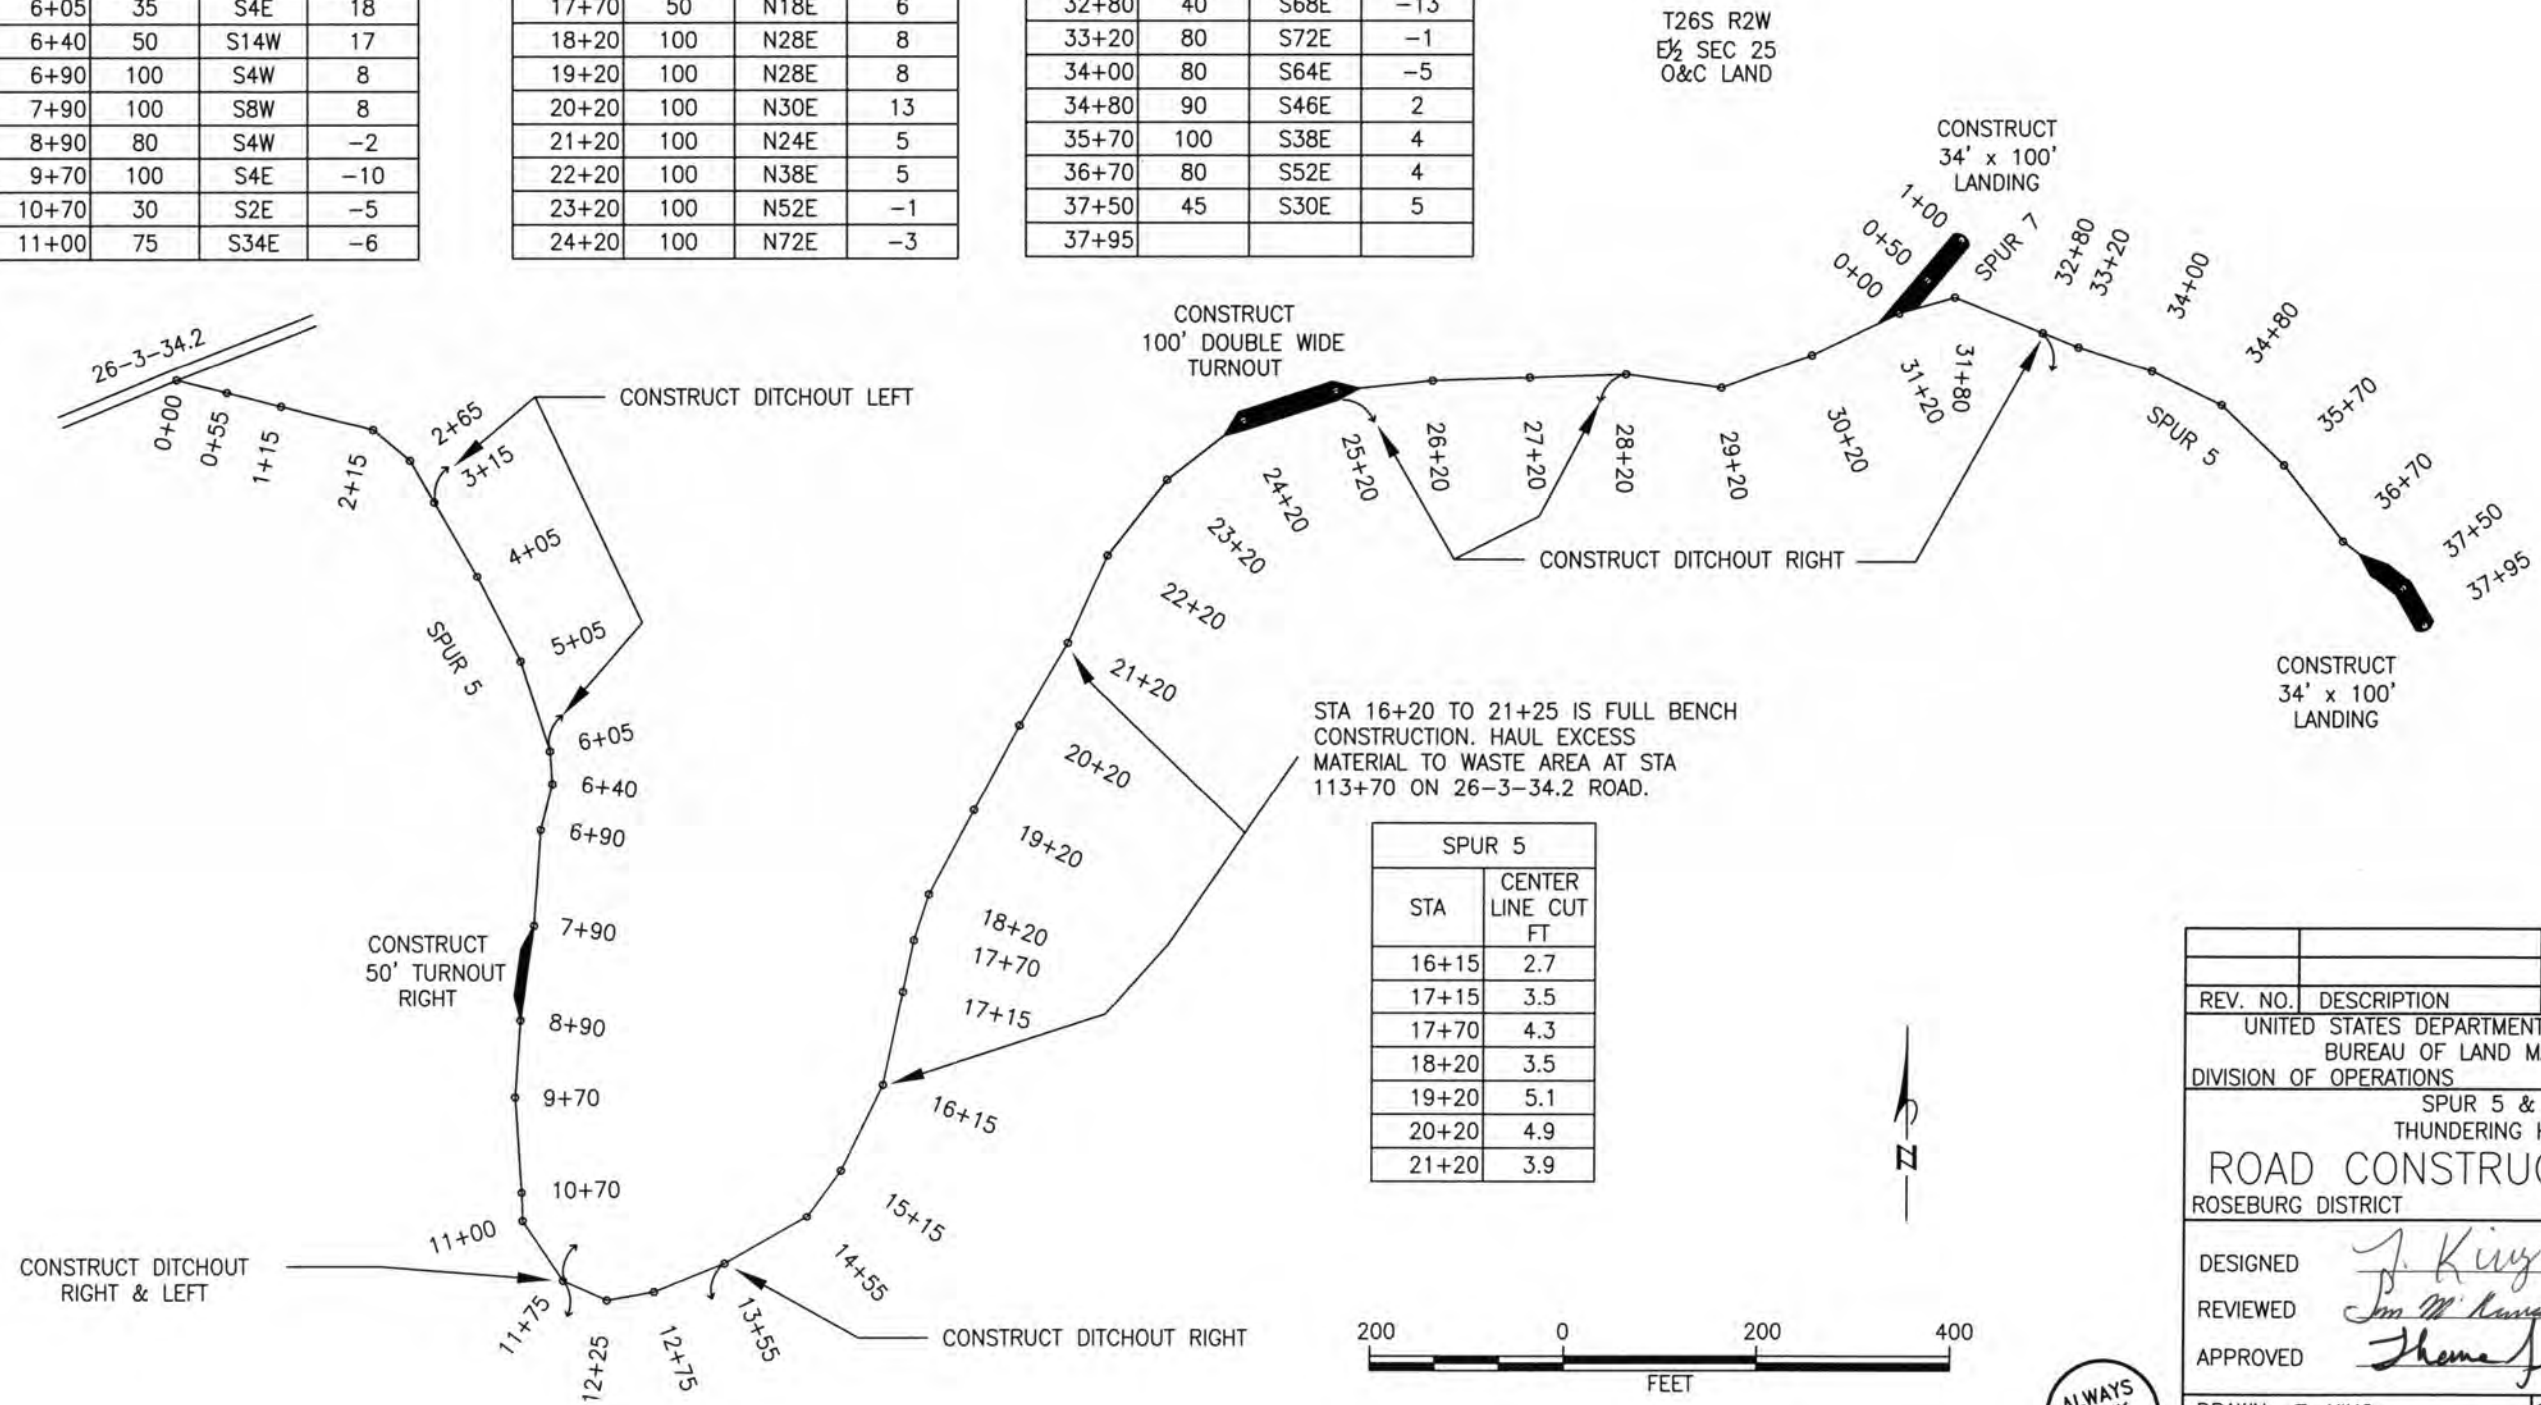 6+05 35 S4E 18
6+40 50 S14W 17
6+90 100 S4W 8
7+90 100 S8W 8
8+90 80 S4W -2
9+70 100 S4E -10
10+70 30 S2E -5
11+00 75 S34E -6
17+70 50 N18E 6
18+20 100 N28E 8
19+20 100 N28E 8
20+20 100 N30E 13
21+20 100 N24E 5
22+20 100 N38E 5
23+20 100 N52E -1
24+20 100 N72E -3
32+80 40 S68E -13
33+20 80 S72E -1
34+00 80 S64E -5
34+80 90 S46E 2
35+70 100 S38E 4
36+70 80 S52E 4
37+50 45 S30E 5
37+95
T26S R2W
E½ SEC 25
O&C LAND
CONSTRUCT
34' x 100'
LANDING
1+00
0+50
0+00
SPUR 7
32+80
33+20
34+00
34+80
35+70
36+70
37+50
37+95
SPUR 5
CONSTRUCT
34' x 100'
LANDING
CONSTRUCT
100' DOUBLE WIDE
TURNOUT
26-3-34.2
0+00
0+55
1+15
2+15
2+65
3+15
CONSTRUCT DITCHOUT LEFT
4+05
5+05
SPUR 5
6+05
6+40
6+90
7+90
CONSTRUCT
50' TURNOUT
RIGHT
8+90
9+70
10+70
11+00
CONSTRUCT DITCHOUT
RIGHT & LEFT
11+75
12+25
12+75
13+55
CONSTRUCT DITCHOUT RIGHT
14+55
15+15
16+15
17+15
17+70
18+20
19+20
20+20
21+20
22+20
23+20
24+20
25+20
26+20
27+20
28+20
29+20
30+20
31+20
31+80
CONSTRUCT DITCHOUT RIGHT
STA 16+20 TO 21+25 IS FULL BENCH
CONSTRUCTION. HAUL EXCESS
MATERIAL TO WASTE AREA AT STA
113+70 ON 26-3-34.2 ROAD.
SPUR 5
STA CENTER LINE CUT FT
16+15 2.7
17+15 3.5
17+70 4.3
18+20 3.5
19+20 5.1
20+20 4.9
21+20 3.9
N
200 0 200 400
FEET
REV. NO. DESCRIPTION
UNITED STATES DEPARTMENT
BUREAU OF LAND
DIVISION OF OPERATIONS
SPUR 5 &
THUNDERING
ROAD
ROSEBURG DISTRICT
DESIGNED J. King
REVIEWED
APPROVED
ALWAYS